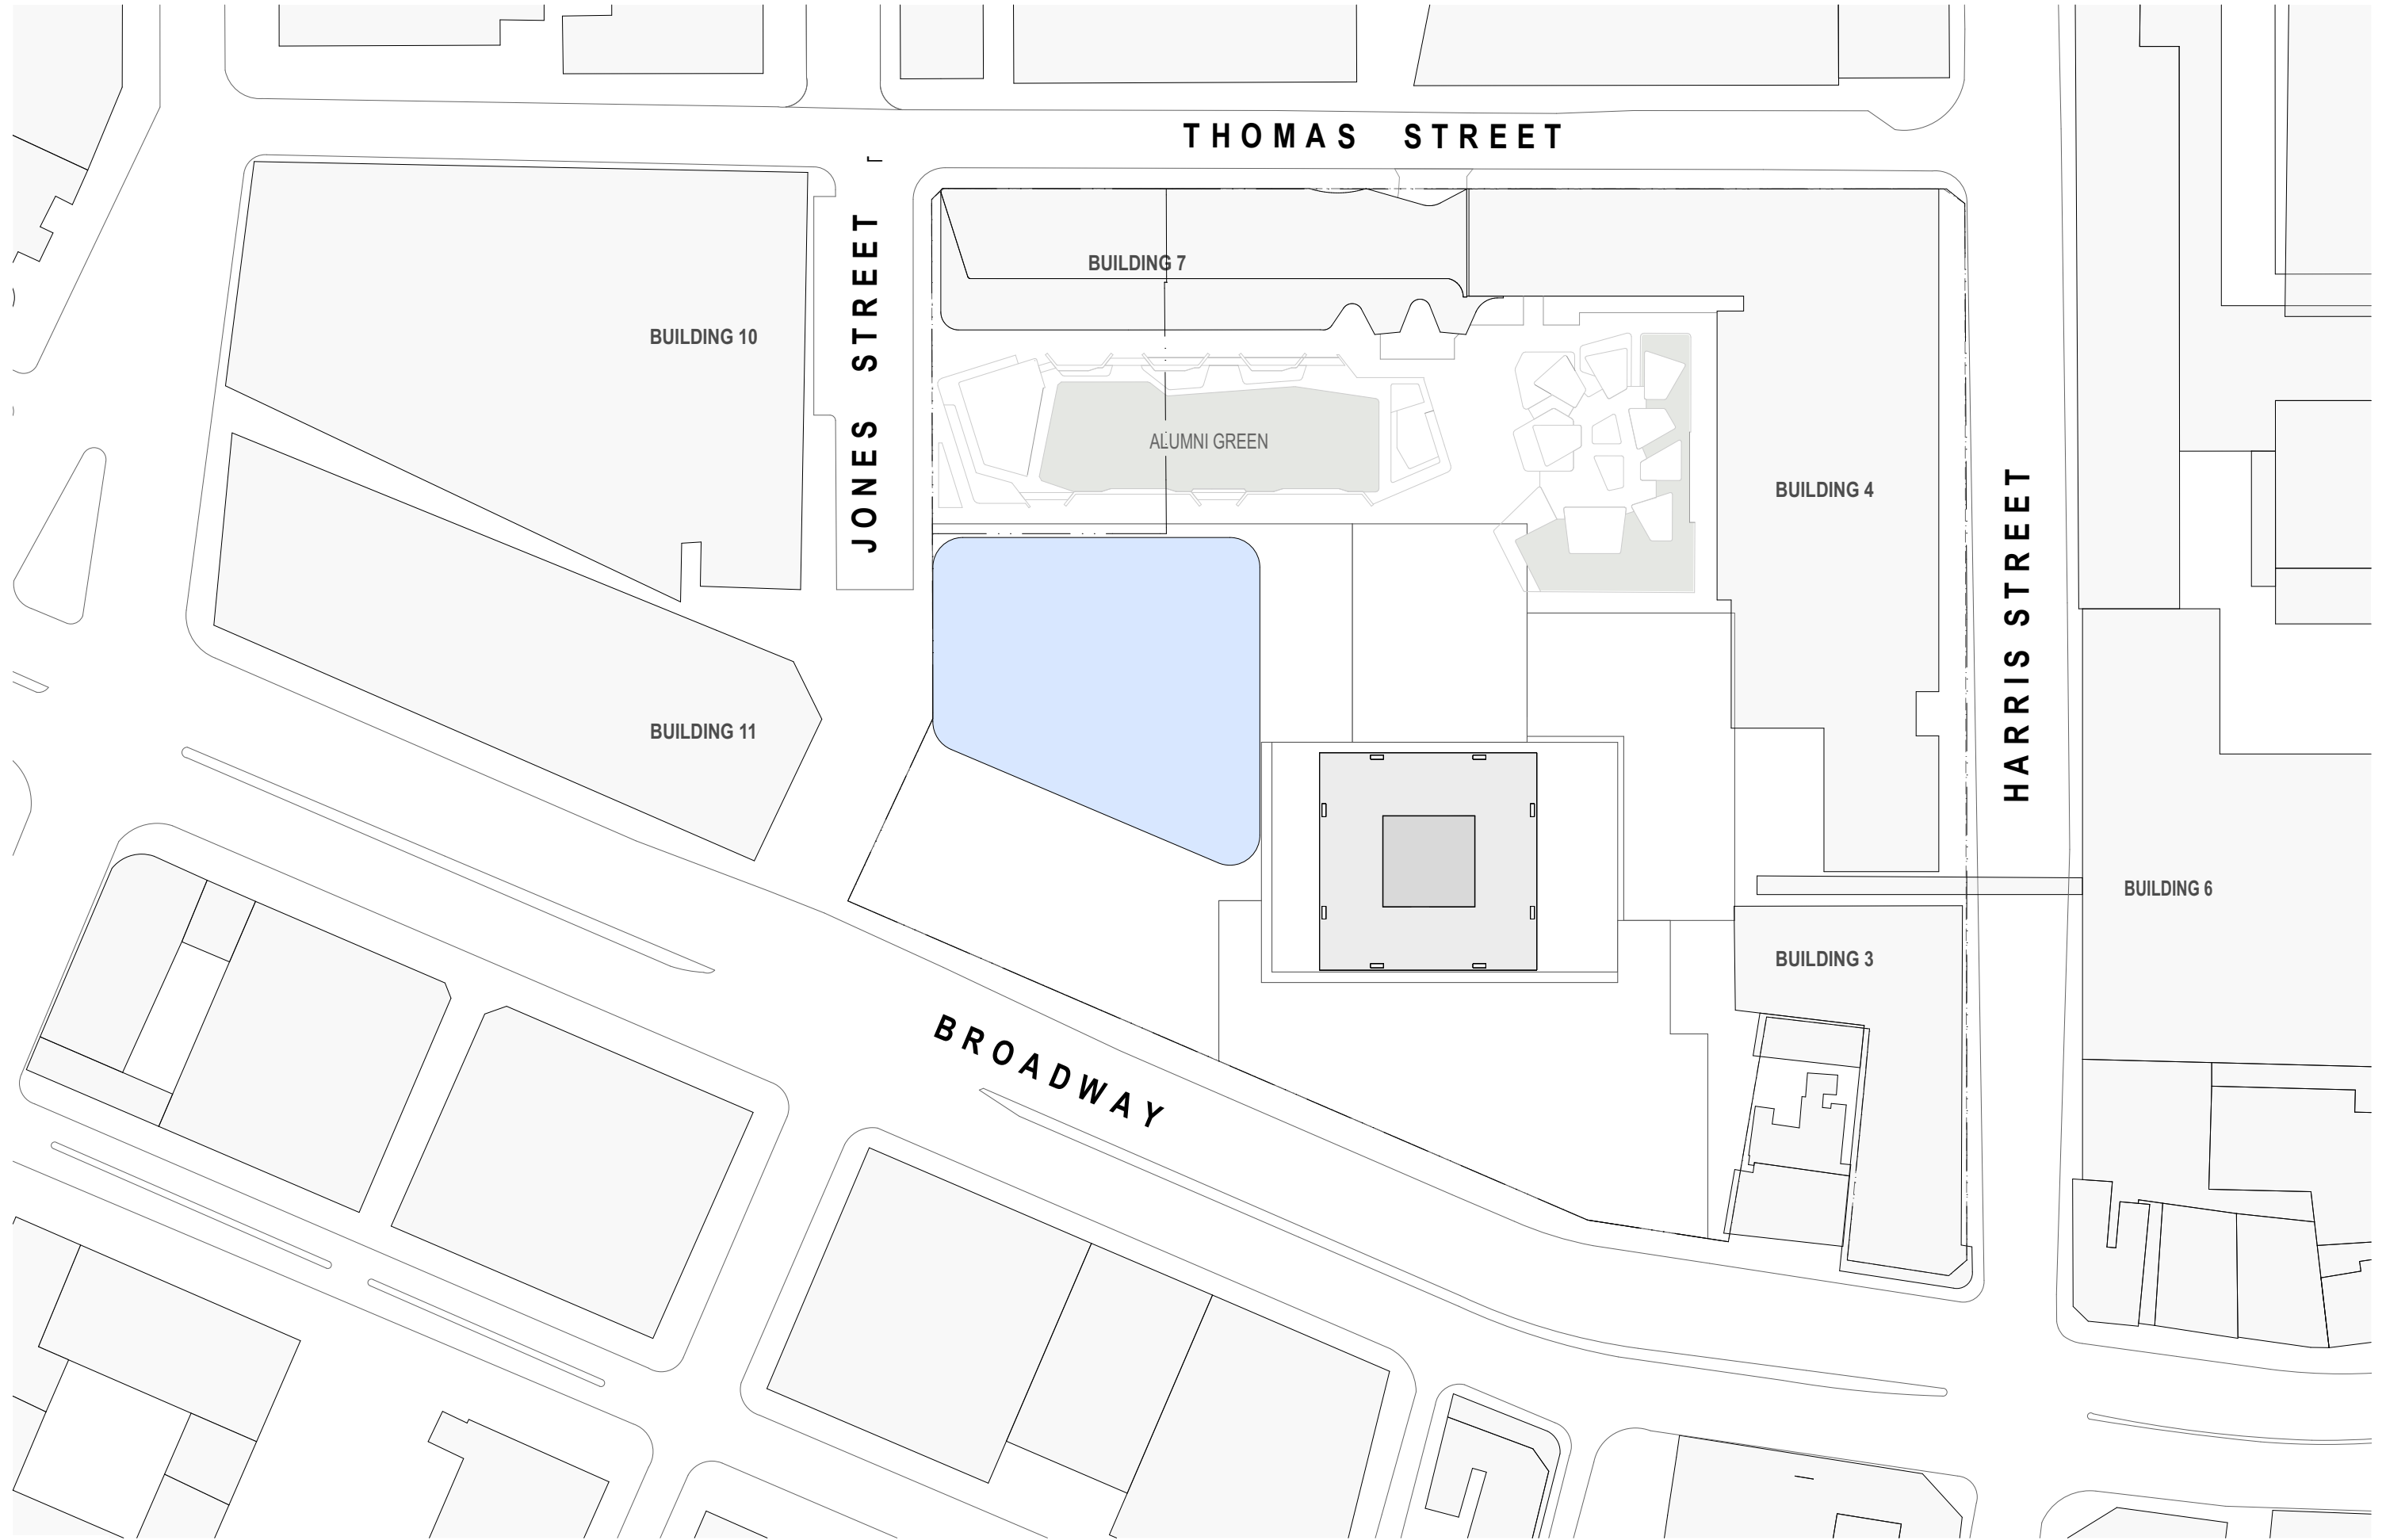 THOMAS STREET
BUILDING 7
JONES STREET
BUILDING 10
ALUMNI GREEN
BUILDING 4
HARRIS STREET
BUILDING 11
BUILDING 6
BUILDING 3
BROADWAY